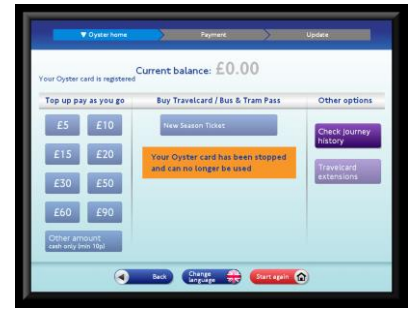 ▼ Oyster home Payment Update
Current balance: £0.00
Your Oyster card is registered
Top up pay as you go
£5 £10
£15 £20
£30 £50
£60 £90
Other amount
cash only (min 10p)
Buy Travelcard / Bus & Tram Pass
New Season Ticket
Your Oyster card has been stopped
and can no longer be used
Other options
Check journey
history
Travelcard
extensions
Back
Change
language
Start again